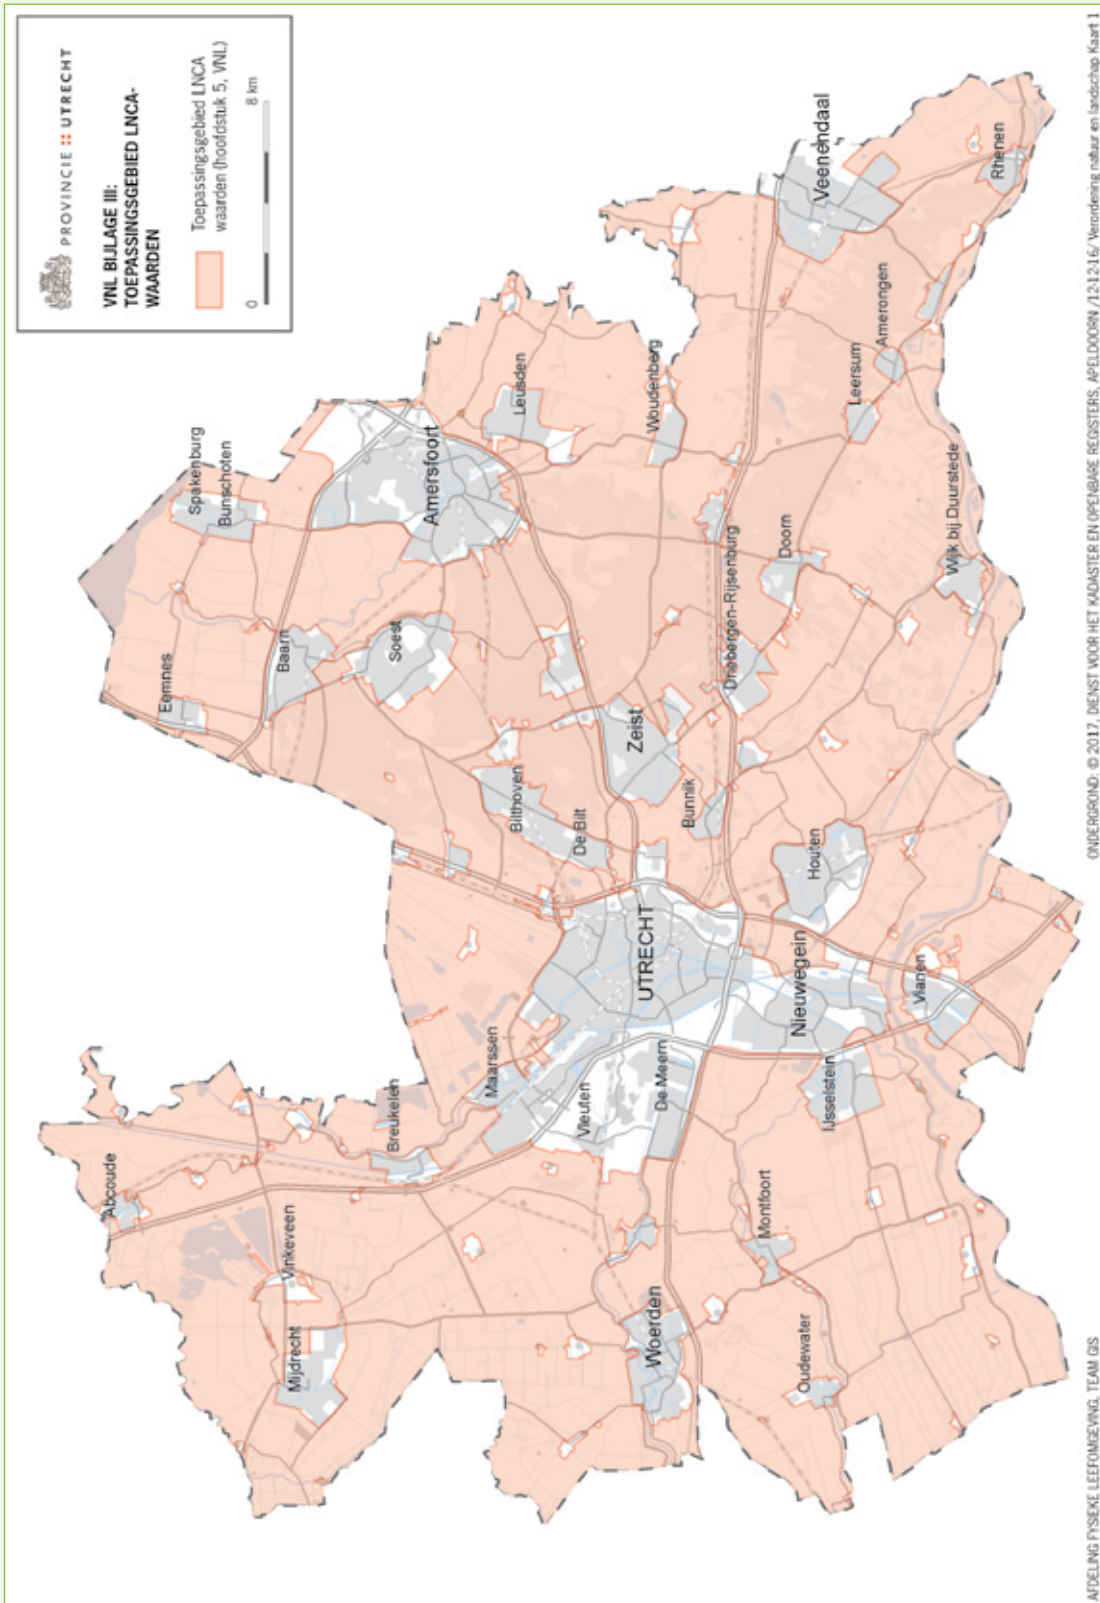 PROVINCIE :: UTRECHT
VNL BIJLAGE III:
TOEPASSINGSGEBIED LNCA-
WAARDEN
Toepassingsgebied LNCA
waarden (hoofdstuk 5, VNL)
0 8 km
Abcoude
Vinkeveen
Mijdrecht
Breukelen
Maarssen
Vleuten
De Meern
Woerden
Oudewater
Montfoort
IJsselstein
Nieuwegein
Vianen
UTRECHT
Houten
Bunnik
De Bilt
Bilthoven
Zeist
Eemnes
Baarn
Soest
Spakenburg
Bunschoten
Amersfoort
Leusden
Woudenberg
Driebergen-Rijsenburg
Doorn
Wijk bij Duurstede
Leersum
Amerongen
Veenendaal
Rhenen
AFDELING FYSIEKE LEEFOMGEVING, TEAM GIS
ONDERGROND: © 2017, DIENST VOOR HET KADASTER EN OPENBARE REGISTERS, APELDOORN /12-12-16/ Verordening natuur en landschap Kaart 1